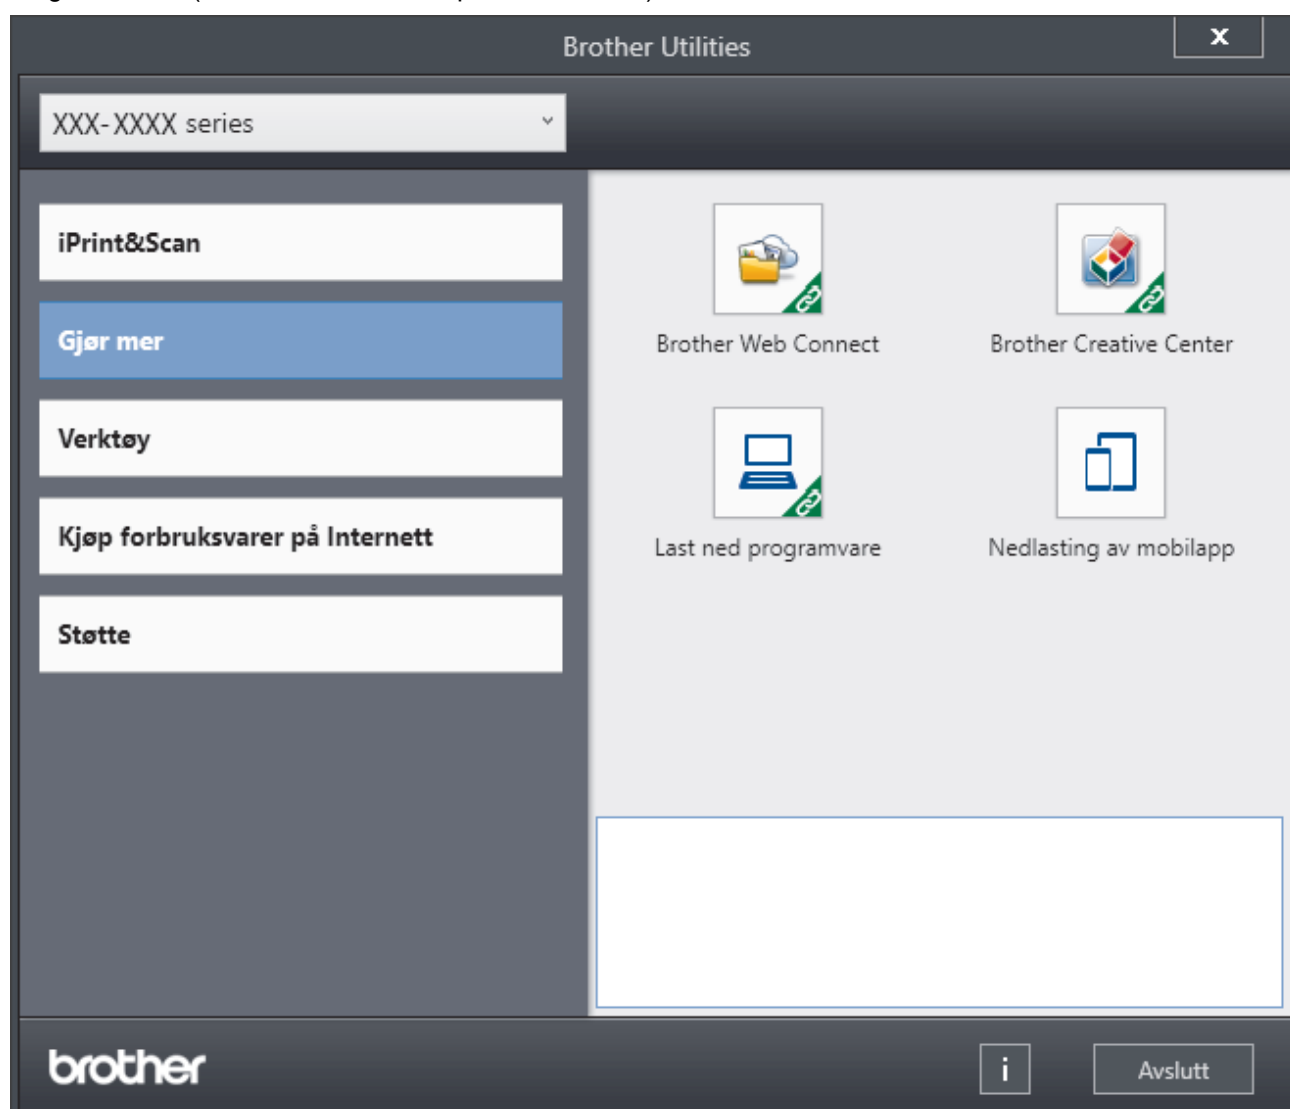 Brother Utilities
X
XXX-XXXX series
iPrint&Scan
Gjør mer
Verktøy
Kjøp forbruksvarer på Internett
Støtte
Brother Web Connect
Brother Creative Center
Last ned programvare
Nedlasting av mobilapp
brother
i
Avslutt